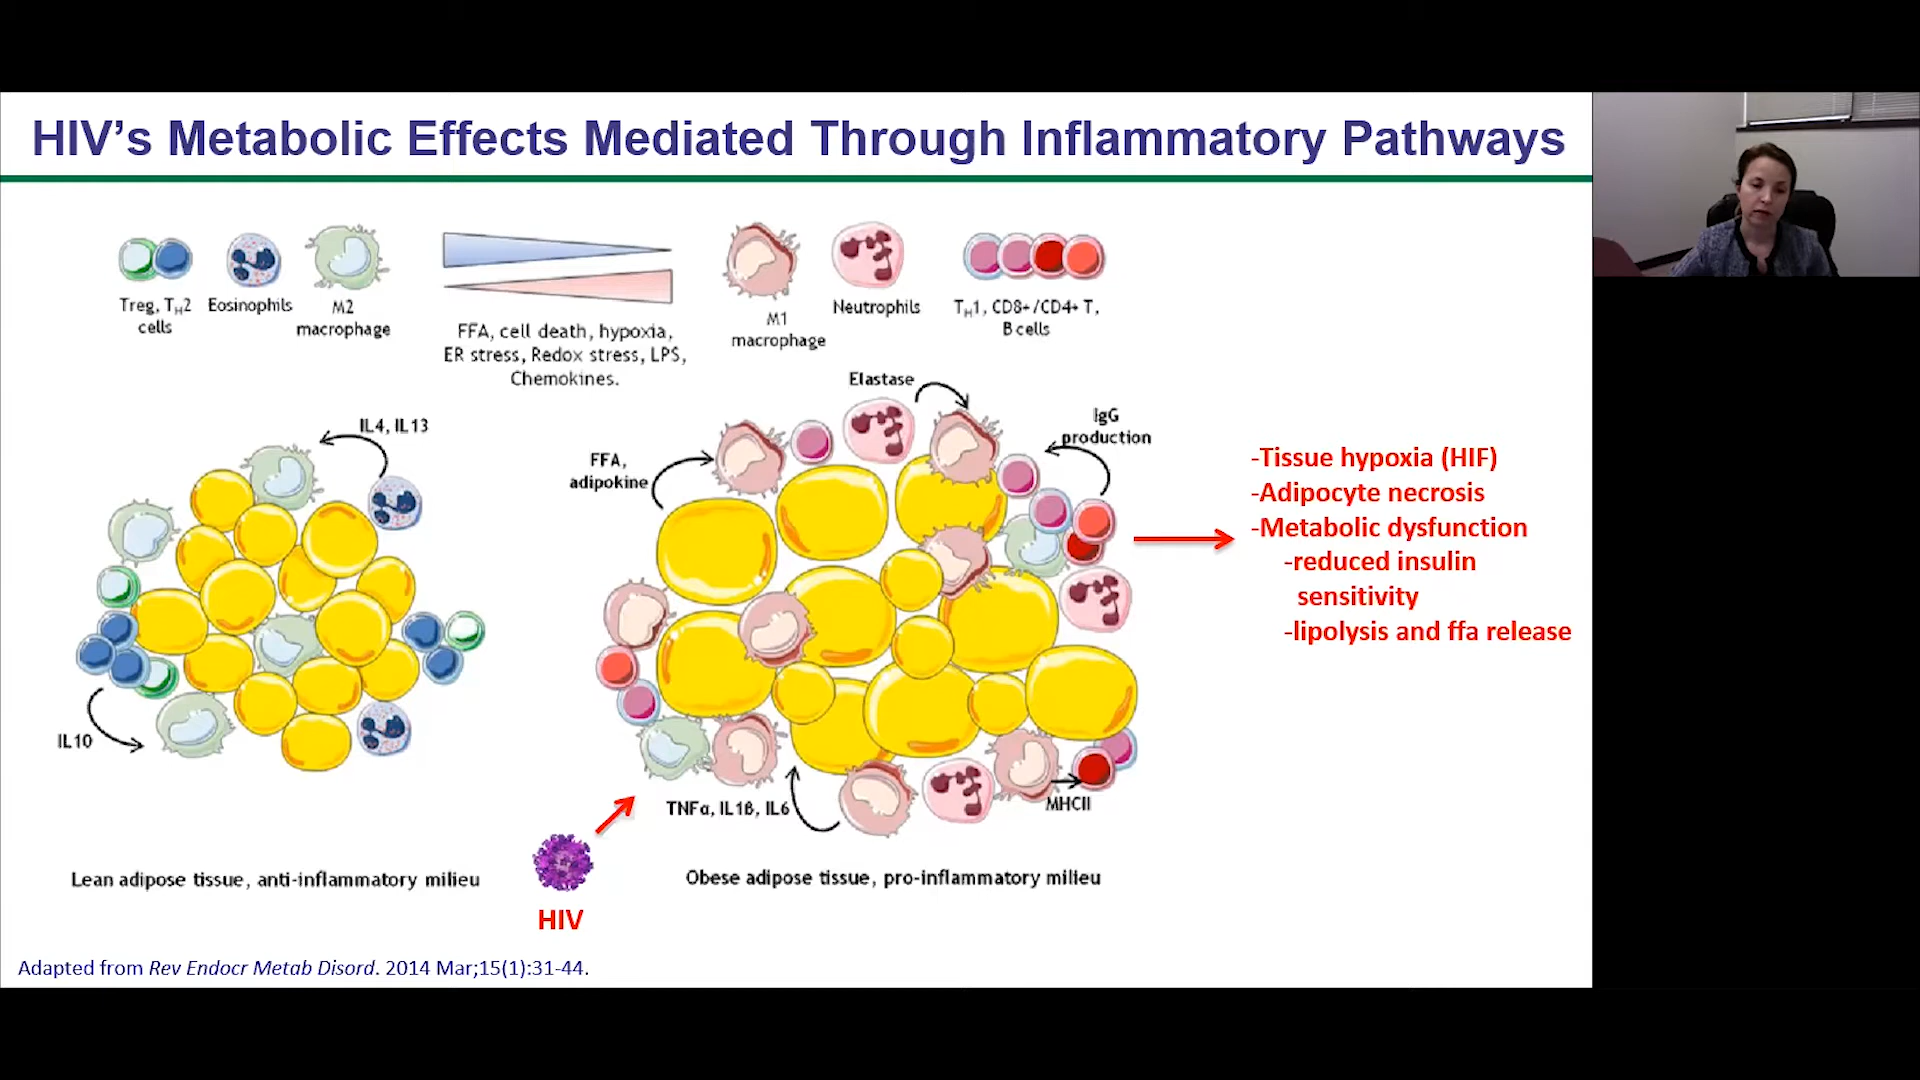 HIV’s Metabolic Effects Mediated Through Inflammatory Pathways
Treg, TH2
cells
Eosinophils
M2
macrophage
FFA, cell death, hypoxia,
ER stress, Redox stress, LPS,
Chemokines.
M1
macrophage
Neutrophils
TH1, CD8+/CD4+ T,
B cells
IL4, IL13
IL10
Lean adipose tissue, anti-inflammatory milieu
FFA,
adipokine
Elastase
IgG
production
TNFα, IL1β, IL6
MHCII
Obese adipose tissue, pro-inflammatory milieu
HIV
-Tissue hypoxia (HIF)
-Adipocyte necrosis
-Metabolic dysfunction
-reduced insulin
sensitivity
-lipolysis and ffa release
Adapted from Rev Endocr Metab Disord. 2014 Mar;15(1):31-44.